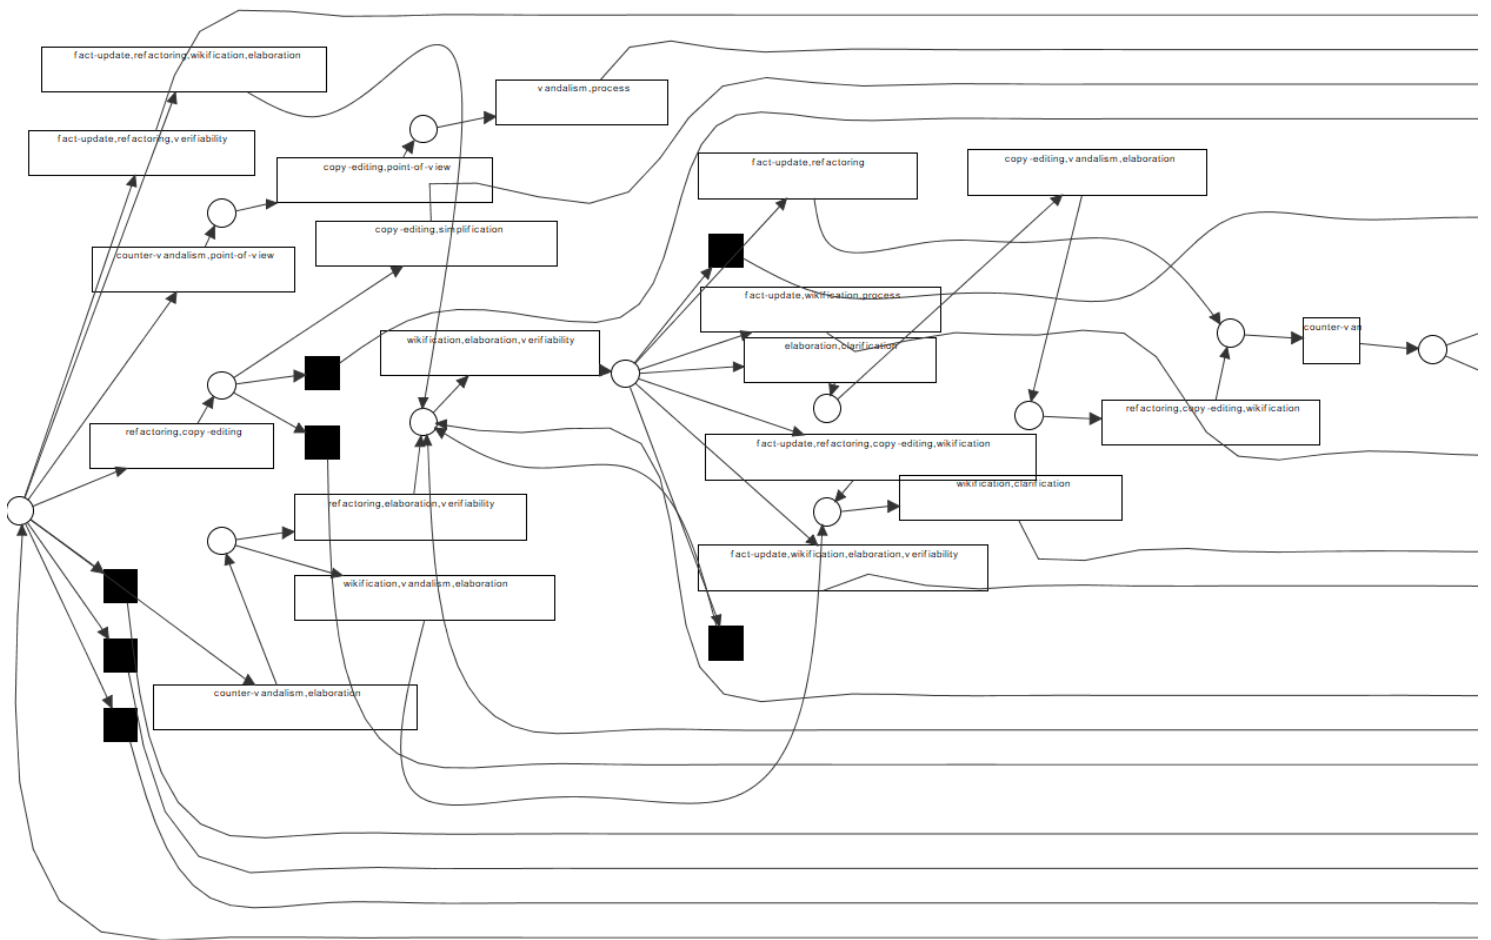 fact-update,refactoring,wikification,elaboration
vandalism,process
fact-update,refactoring,verifiability
copy-editing,point-of-view
fact-update,refactoring
copy-editing,vandalism,elaboration
copy-editing,simplification
counter-vandalism,point-of-view
fact-update,wikification,process
counter-van
wikification,elaboration,verifiability
elaboration,clarification
refactoring,copy-editing,wikification
refactoring,copy-editing
fact-update,refactoring,copy-editing,wikification
wikification,clarification
refactoring,elaboration,verifiability
fact-update,wikification,elaboration,verifiability
wikification,vandalism,elaboration
counter-vandalism,elaboration